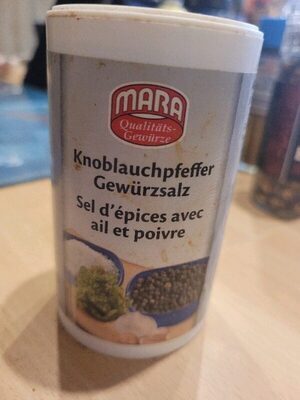 MARA
Qualitäts-
Gewürze
Knoblauchpfeffer
Gewürzsalz
Sel d'épices avec
ail et poivre